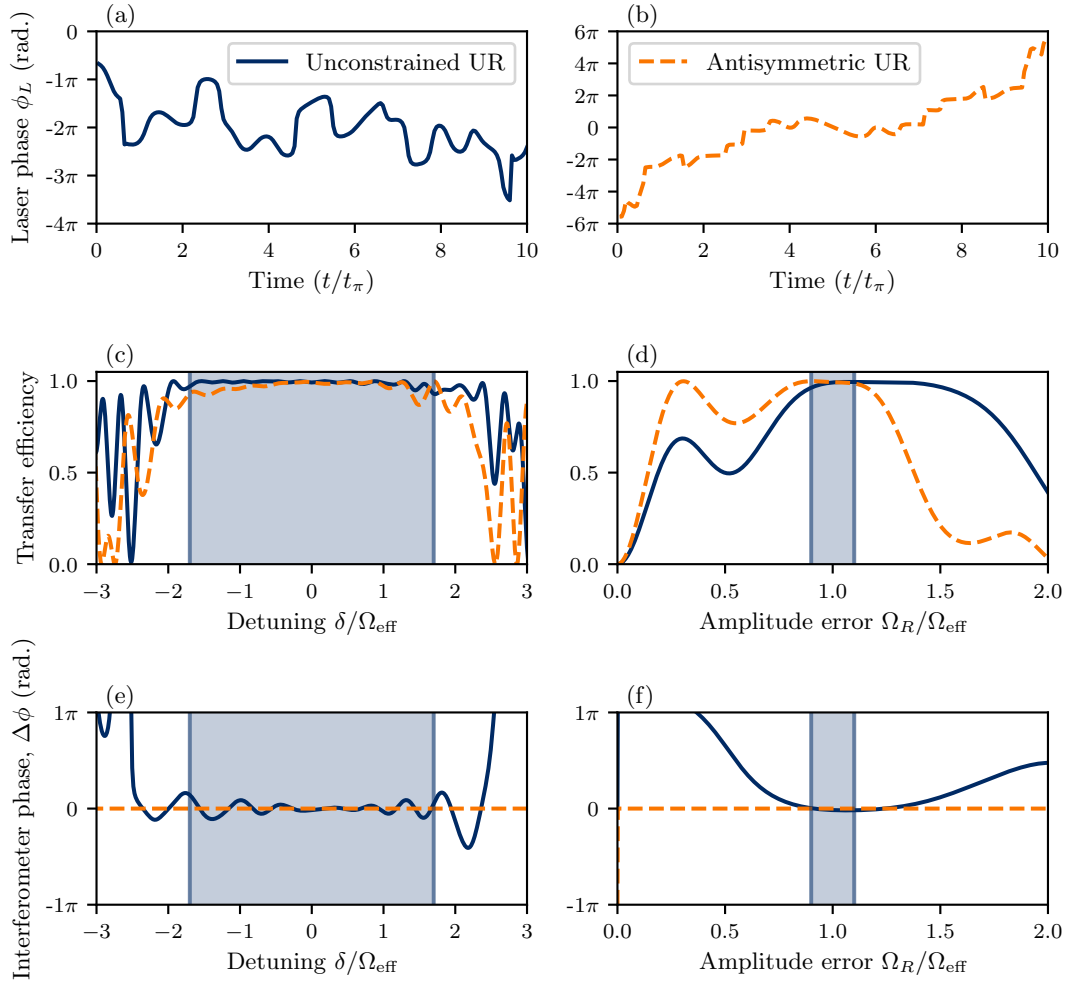 (a)
Laser phase ϕ_L (rad.)
0
-1π
-2π
-3π
-4π
Unconstrained UR
0 2 4 6 8 10
Time (t/t_π)
(b)
6π
4π
2π
0
-2π
-4π
-6π
Antisymmetric UR
0 2 4 6 8 10
Time (t/t_π)
(c)
Transfer efficiency
1.0
0.5
0.0
−3 −2 −1 0 1 2 3
Detuning δ/Ω_eff
(d)
1.0
0.5
0.0
0.0 0.5 1.0 1.5 2.0
Amplitude error Ω_R/Ω_eff
(e)
Interferometer phase, Δϕ (rad.)
1π
0
-1π
−3 −2 −1 0 1 2 3
Detuning δ/Ω_eff
(f)
1π
0
-1π
0.0 0.5 1.0 1.5 2.0
Amplitude error Ω_R/Ω_eff